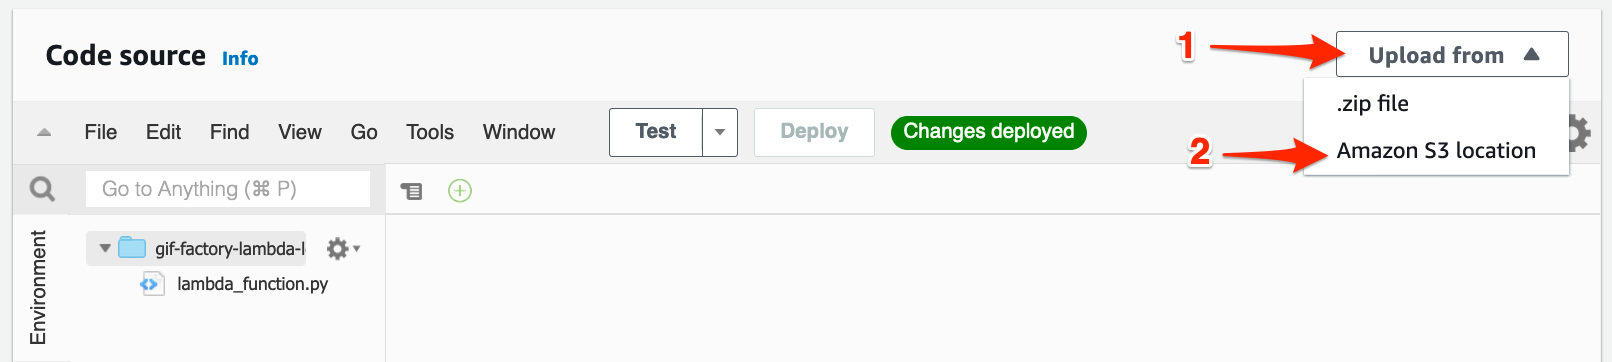 Code source Info
1
Upload from
.zip file
2
Amazon S3 location
File Edit Find View Go Tools Window
Test
Deploy
Changes deployed
Go to Anything (⌘ P)
Environment
gif-factory-lambda-l
lambda_function.py